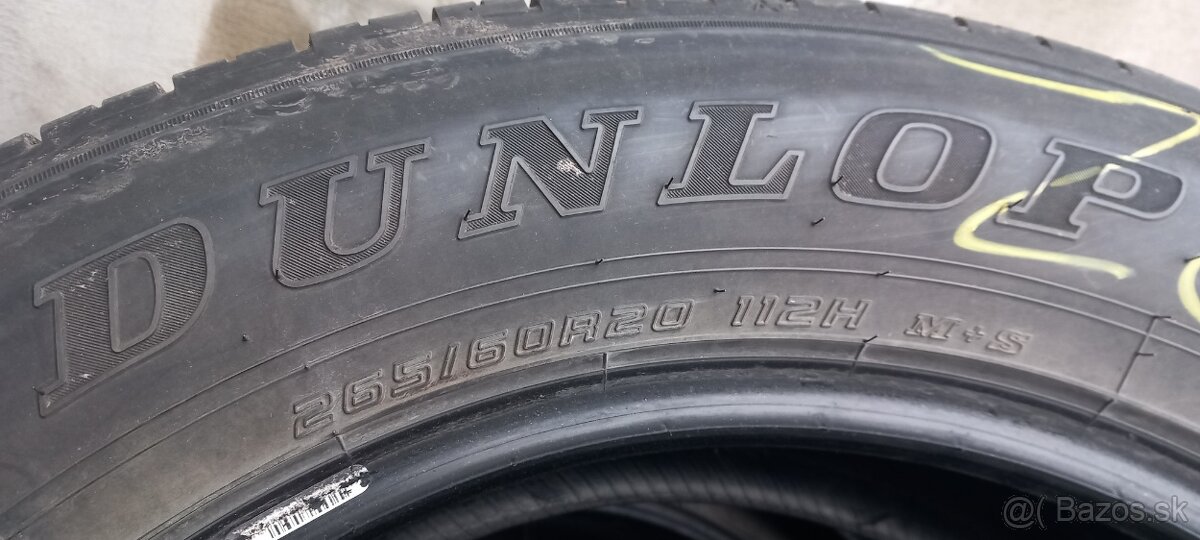 DUNLOP
265/60R20 112H M+S
@( Bazos.sk